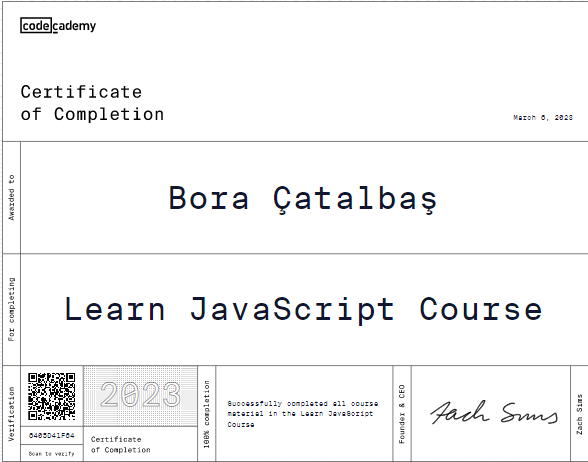 codecademy
Certificate
of Completion
March 6, 2023
Awarded to
Bora Çatalbaş
For completing
Learn JavaScript Course
Verification
6405D41F64
Scan to verify
2023
Certificate
of Completion
100% completion
Successfully completed all course
material in the Learn JavaScript
Course
Founder & CEO
Zach Sims
Zach Sims